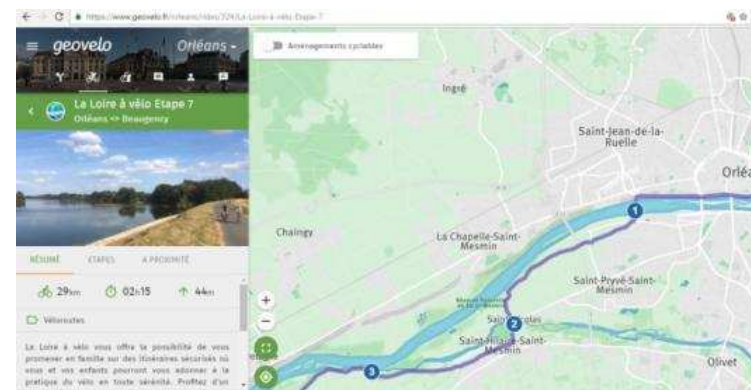 https://www.geovelo.fr/orleans/rides/224/La-Loire-à-vélo-Etape-7
geovelo
Orléans
Aménagements cyclables
La Loire à vélo Etape 7
Orléans <> Beaugency
RÉSUMÉ ETAPES A PROXIMITÉ
29km 02h15 44m
Véloroutes
La Loire à vélo vous offre la possibilité de vous
promener en famille sur des itinéraires sécurisés où
vous et vos enfants pourront vous adonner à la
pratique du vélo en toute sérénité. Profitez d'un
Ingré
Saint-Jean-de-la-
Ruelle
Orléa
1
Chaingy
La Chapelle-Saint-
Mesmin
Saint-Pryvé-Saint-
Mesmin
2
Saint-Hilaire-Saint-
Mesmin
3
Olivet
+
−